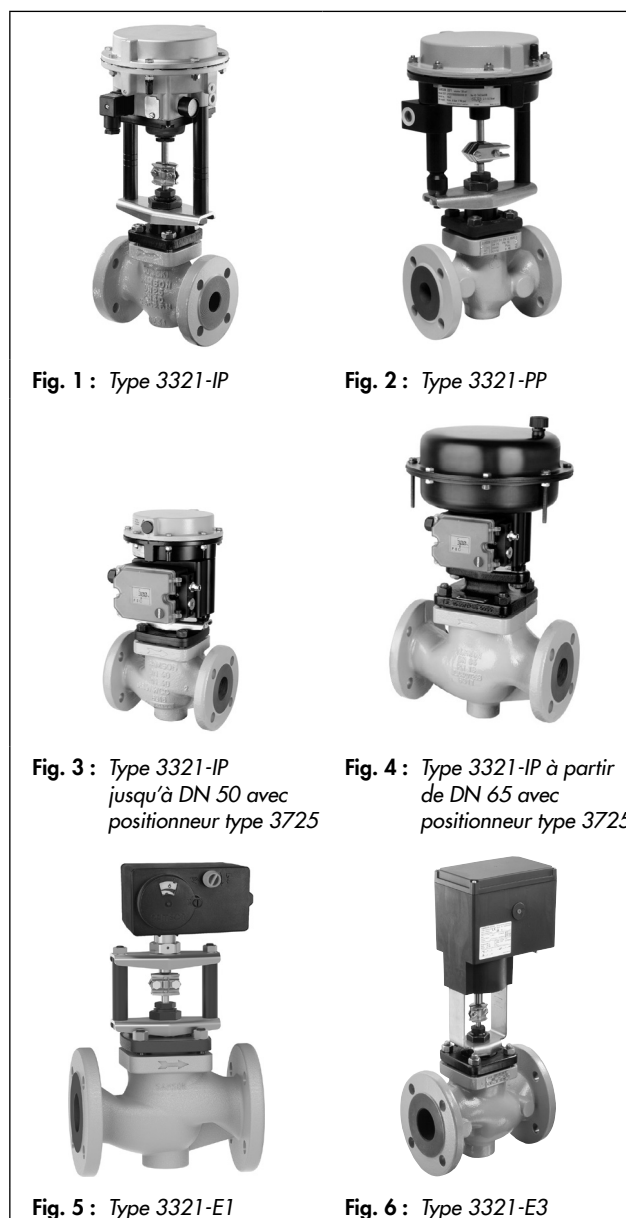 Fig. 1 : Type 3321-IP
Fig. 2 : Type 3321-PP
Fig. 3 : Type 3321-IP
jusqu'à DN 50 avec
positionneur type 3725
Fig. 4 : Type 3321-IP à partir
de DN 65 avec
positionneur type 3725
Fig. 5 : Type 3321-E1
Fig. 6 : Type 3321-E3